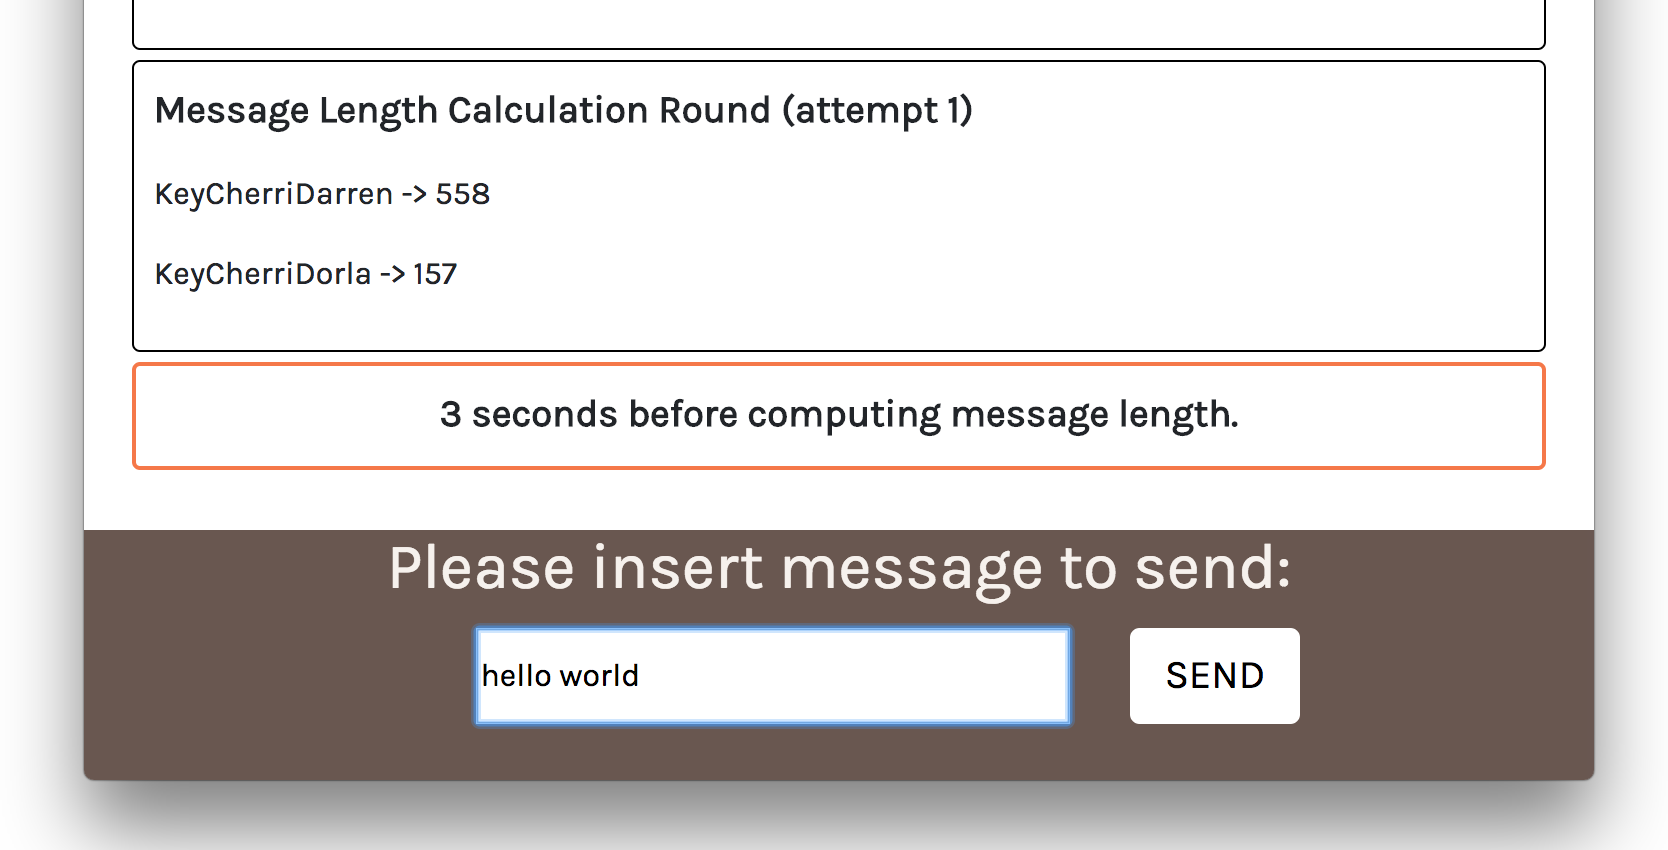 Message Length Calculation Round (attempt 1)
KeyCherriDarren -> 558
KeyCherriDorla -> 157
3 seconds before computing message length.
Please insert message to send:
hello world
SEND